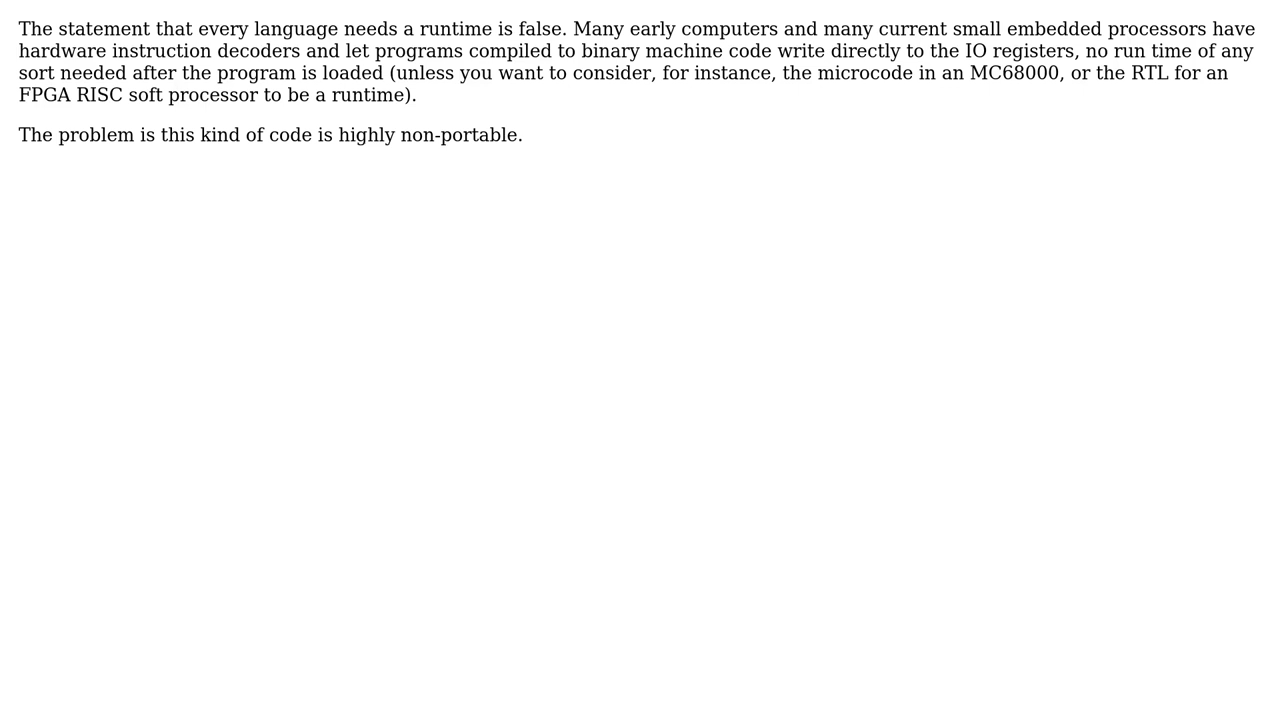 The statement that every language needs a runtime is false. Many early computers and many current small embedded processors have
hardware instruction decoders and let programs compiled to binary machine code write directly to the IO registers, no run time of any
sort needed after the program is loaded (unless you want to consider, for instance, the microcode in an MC68000, or the RTL for an
FPGA RISC soft processor to be a runtime).
The problem is this kind of code is highly non-portable.